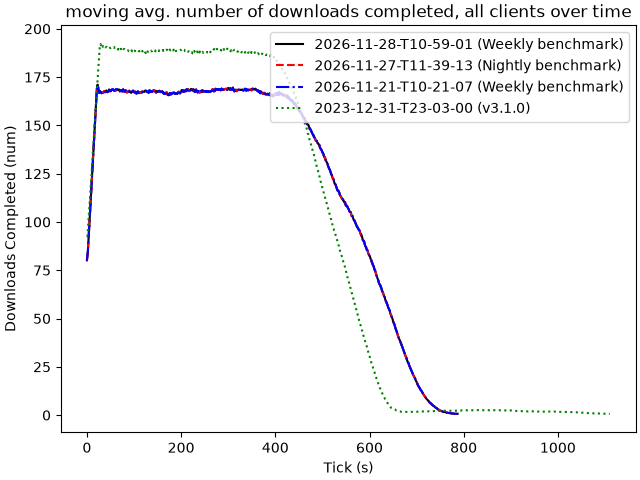 moving avg. number of downloads completed, all clients over time
2026-11-28-T10-59-01 (Weekly benchmark)
2026-11-27-T11-39-13 (Nightly benchmark)
2026-11-21-T10-21-07 (Weekly benchmark)
2023-12-31-T23-03-00 (v3.1.0)
Downloads Completed (num)
200
175
150
125
100
75
50
25
0
0 200 400 600 800 1000
Tick (s)